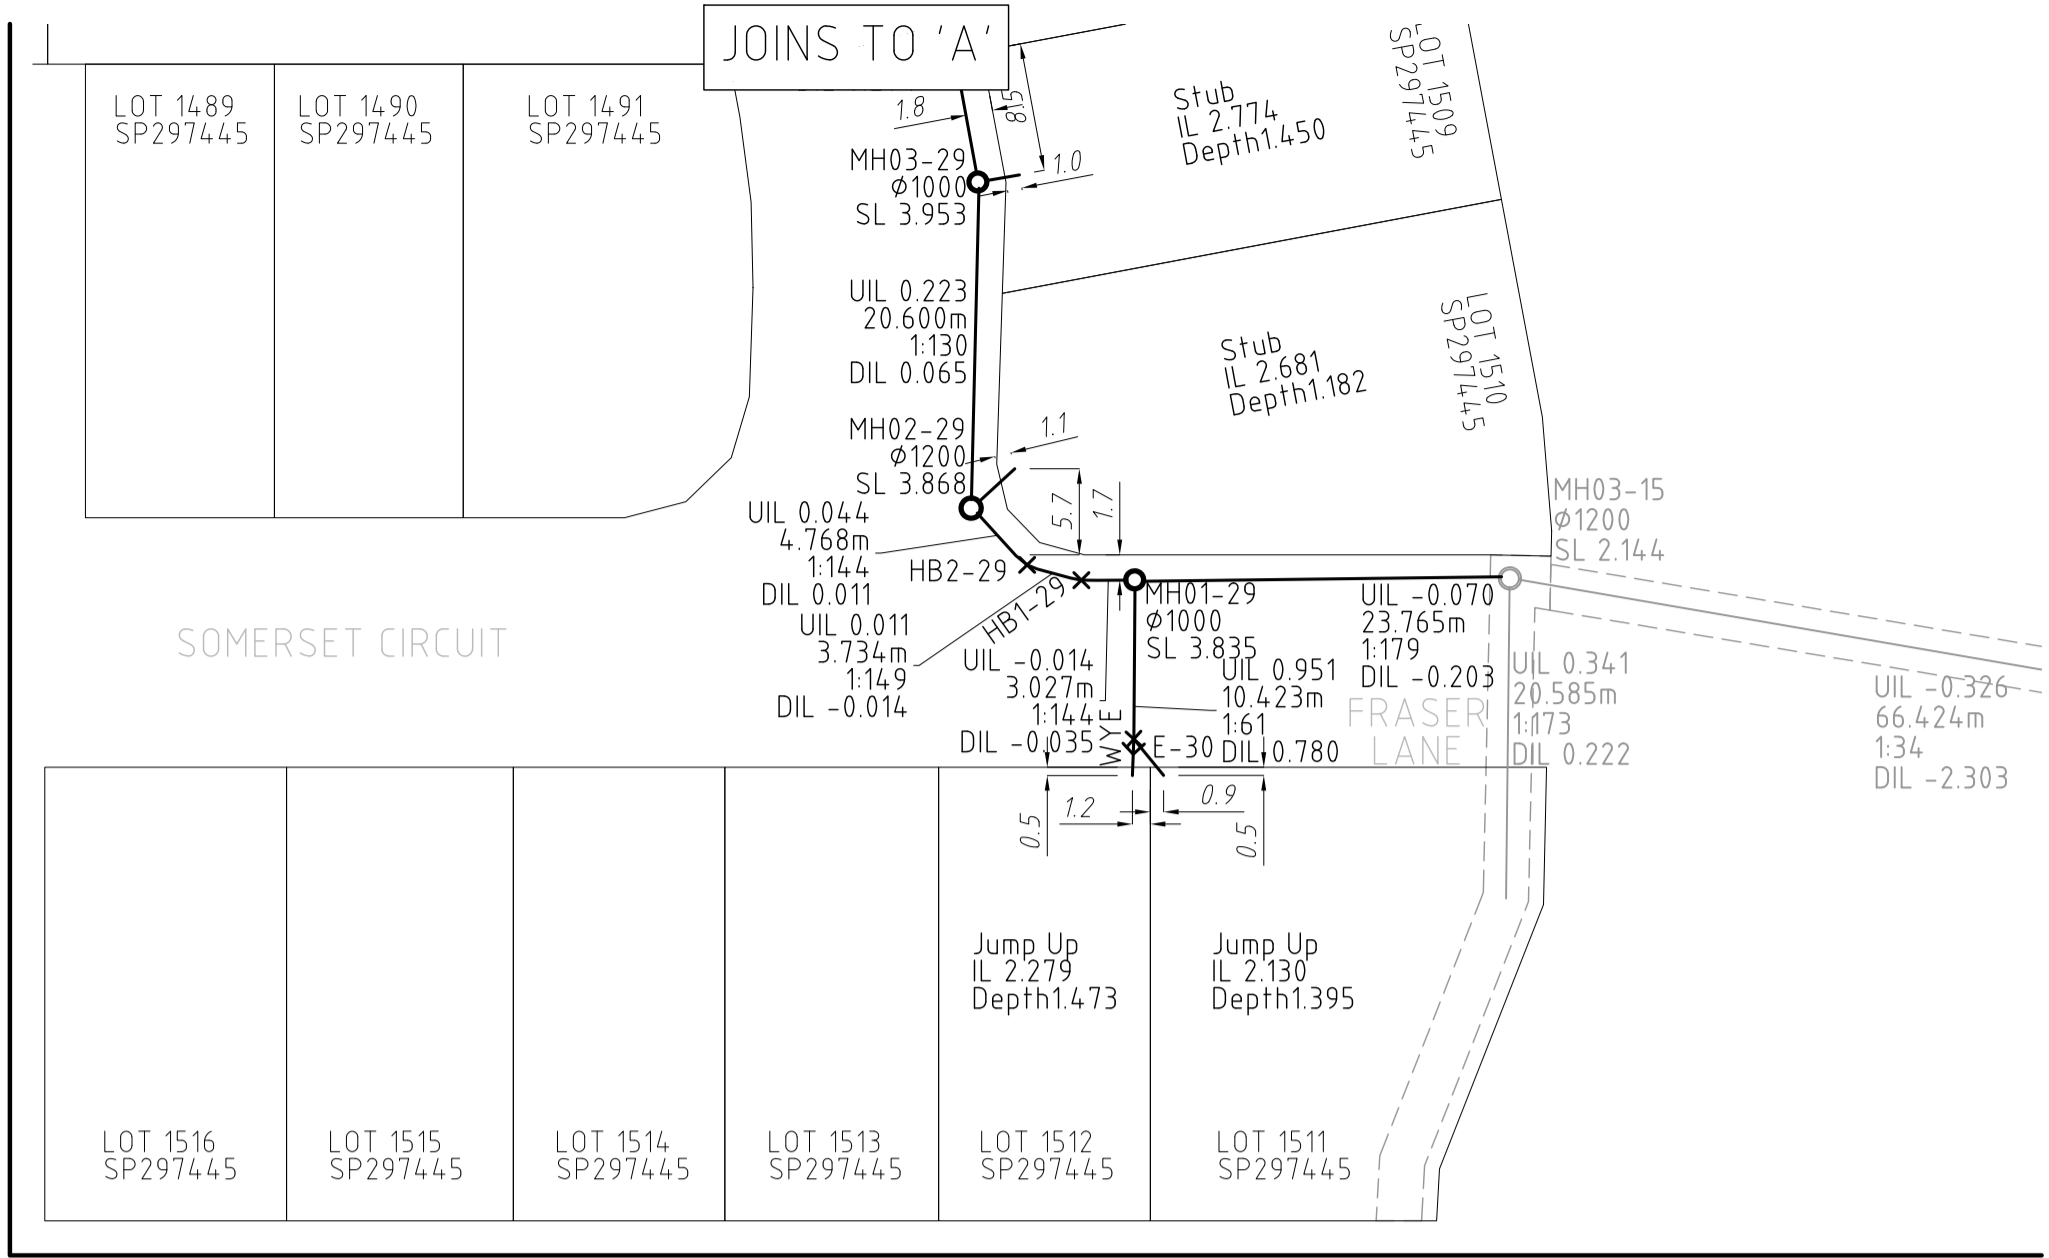 JOINS TO 'A'
LOT 1489
SP297445
LOT 1490
SP297445
LOT 1491
SP297445
1.8
8.5
1.0
Stub
IL 2.774
Depth1.450
LOT 1509
SP297445
MH03-29
ø1000
SL 3.953
UIL 0.223
20.600m
1:130
DIL 0.065
Stub
IL 2.681
Depth1.182
LOT 1510
SP297445
MH02-29
ø1200
SL 3.868
1.1
5.7
1.7
MH03-15
ø1200
SL 2.144
UIL 0.044
4.768m
1:144
DIL 0.011
HB2-29
HB1-29
UIL 0.011
3.734m
1:149
DIL -0.014
SOMERSET CIRCUIT
MH01-29
ø1000
SL 3.835
UIL -0.014
3.027m
1:144
DIL -0.035
UIL 0.951
10.423m
1:61
DIL 0.780
UIL -0.070
23.765m
1:179
DIL -0.203
WYE
E-30
FRASER
LANE
UIL 0.341
20.585m
1:173
DIL 0.222
UIL -0.326
66.424m
1:34
DIL -2.303
0.5
1.2
0.9
0.5
Jump Up
IL 2.279
Depth1.473
Jump Up
IL 2.130
Depth1.395
LOT 1516
SP297445
LOT 1515
SP297445
LOT 1514
SP297445
LOT 1513
SP297445
LOT 1512
SP297445
LOT 1511
SP297445